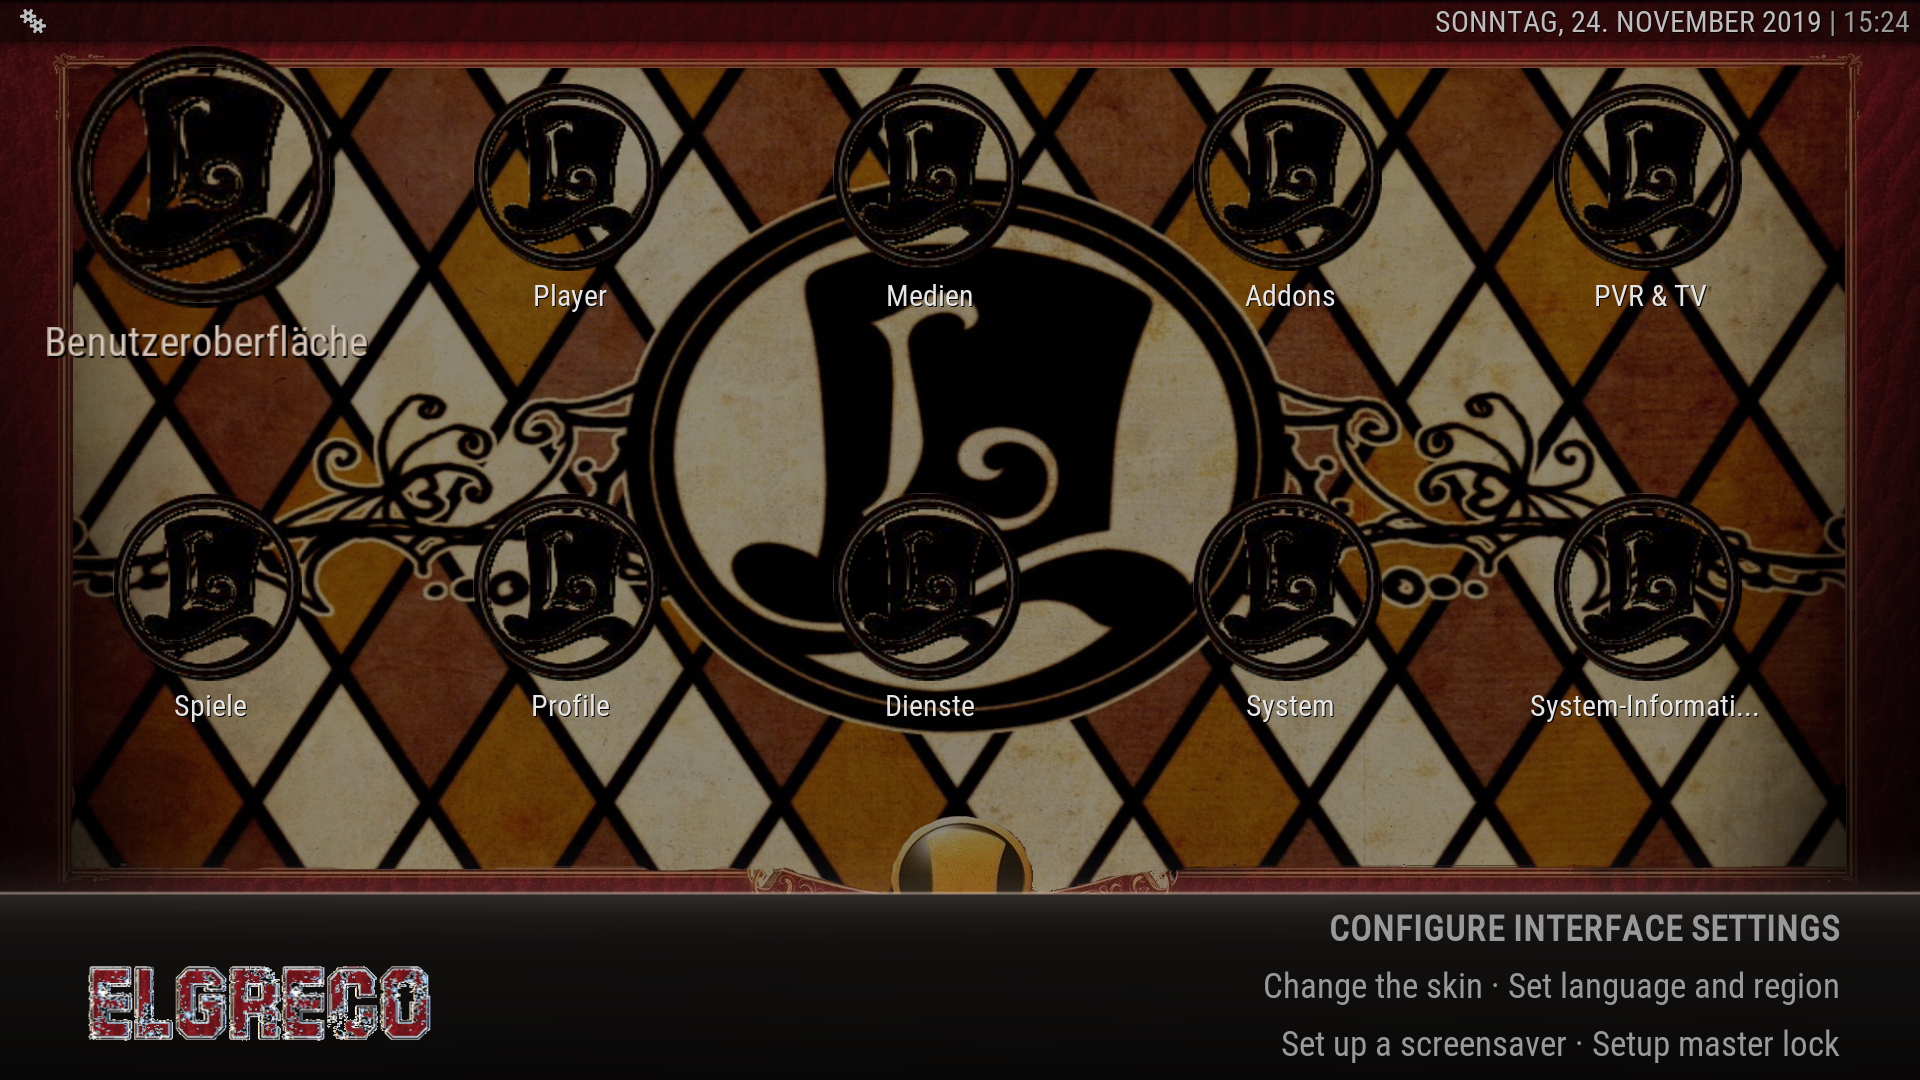 SONNTAG, 24. NOVEMBER 2019 | 15:24
Benutzeroberfläche
Player
Medien
Addons
PVR & TV
Spiele
Profile
Dienste
System
System-Informati...
CONFIGURE INTERFACE SETTINGS
Change the skin · Set language and region
Set up a screensaver · Setup master lock
ELGRECO